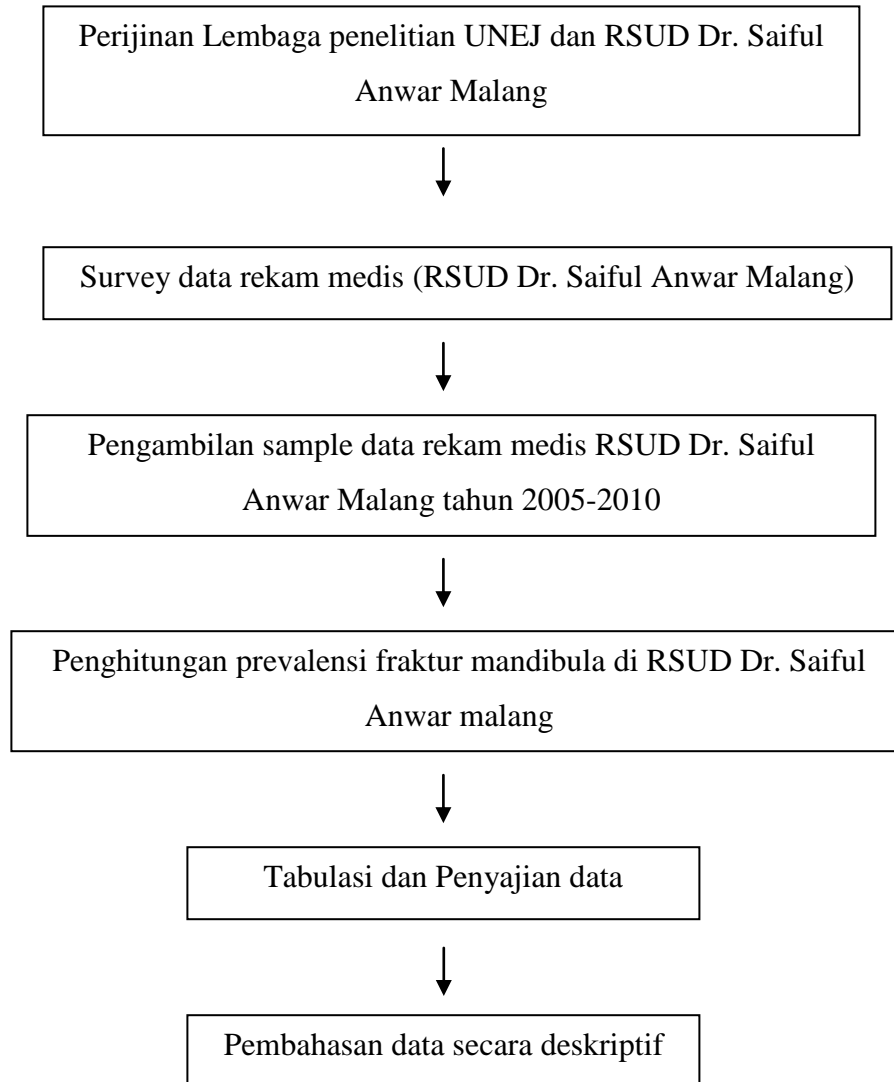 Perijinan Lembaga penelitian UNEJ dan RSUD Dr. Saiful
Anwar Malang
Survey data rekam medis (RSUD Dr. Saiful Anwar Malang)
Pengambilan sample data rekam medis RSUD Dr. Saiful
Anwar Malang tahun 2005-2010
Penghitungan prevalensi fraktur mandibula di RSUD Dr. Saiful
Anwar malang
Tabulasi dan Penyajian data
Pembahasan data secara deskriptif